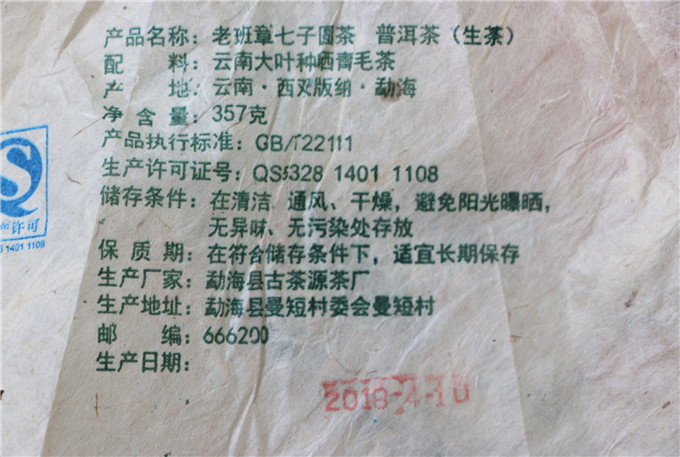 产品名称：老班章七子圆茶 普洱茶（生茶）
配 料：云南大叶种晒青毛茶
产 地：云南·西双版纳·勐海
净 含 量：357克
产品执行标准：GB/T22111
生产许可证号：QS5328 1401 1108
储存条件：在清洁、通风、干燥，避免阳光曝晒，
无异味、无污染处存放
保 质 期：在符合储存条件下，适宜长期保存
生产厂家：勐海县古茶源茶厂
生产地址：勐海县曼短村委会曼短村
邮 编：666200
生产日期：
2018-4-10
许可
1401 1108